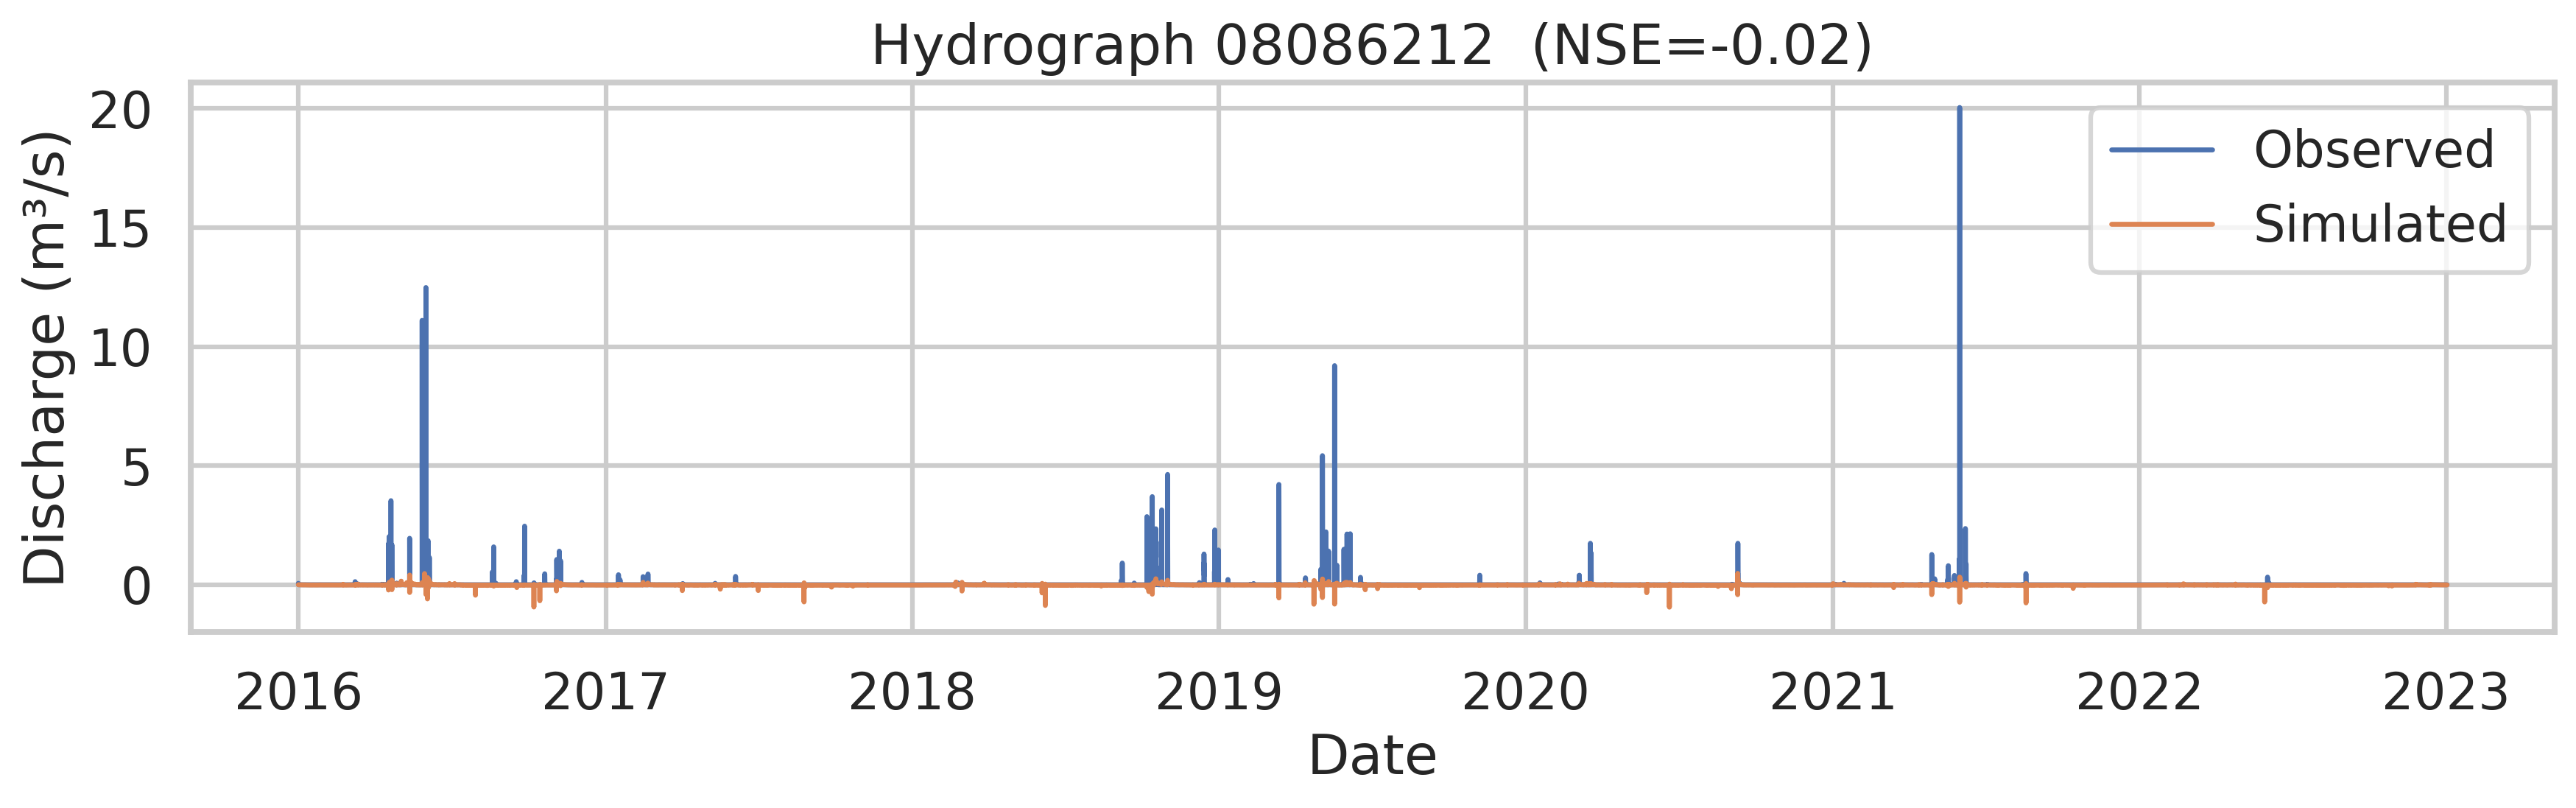 Hydrograph 08086212  (NSE=-0.02)
Discharge (m³/s)
20
15
10
5
0
Observed
Simulated
2016 2017 2018 2019 2020 2021 2022 2023
Date